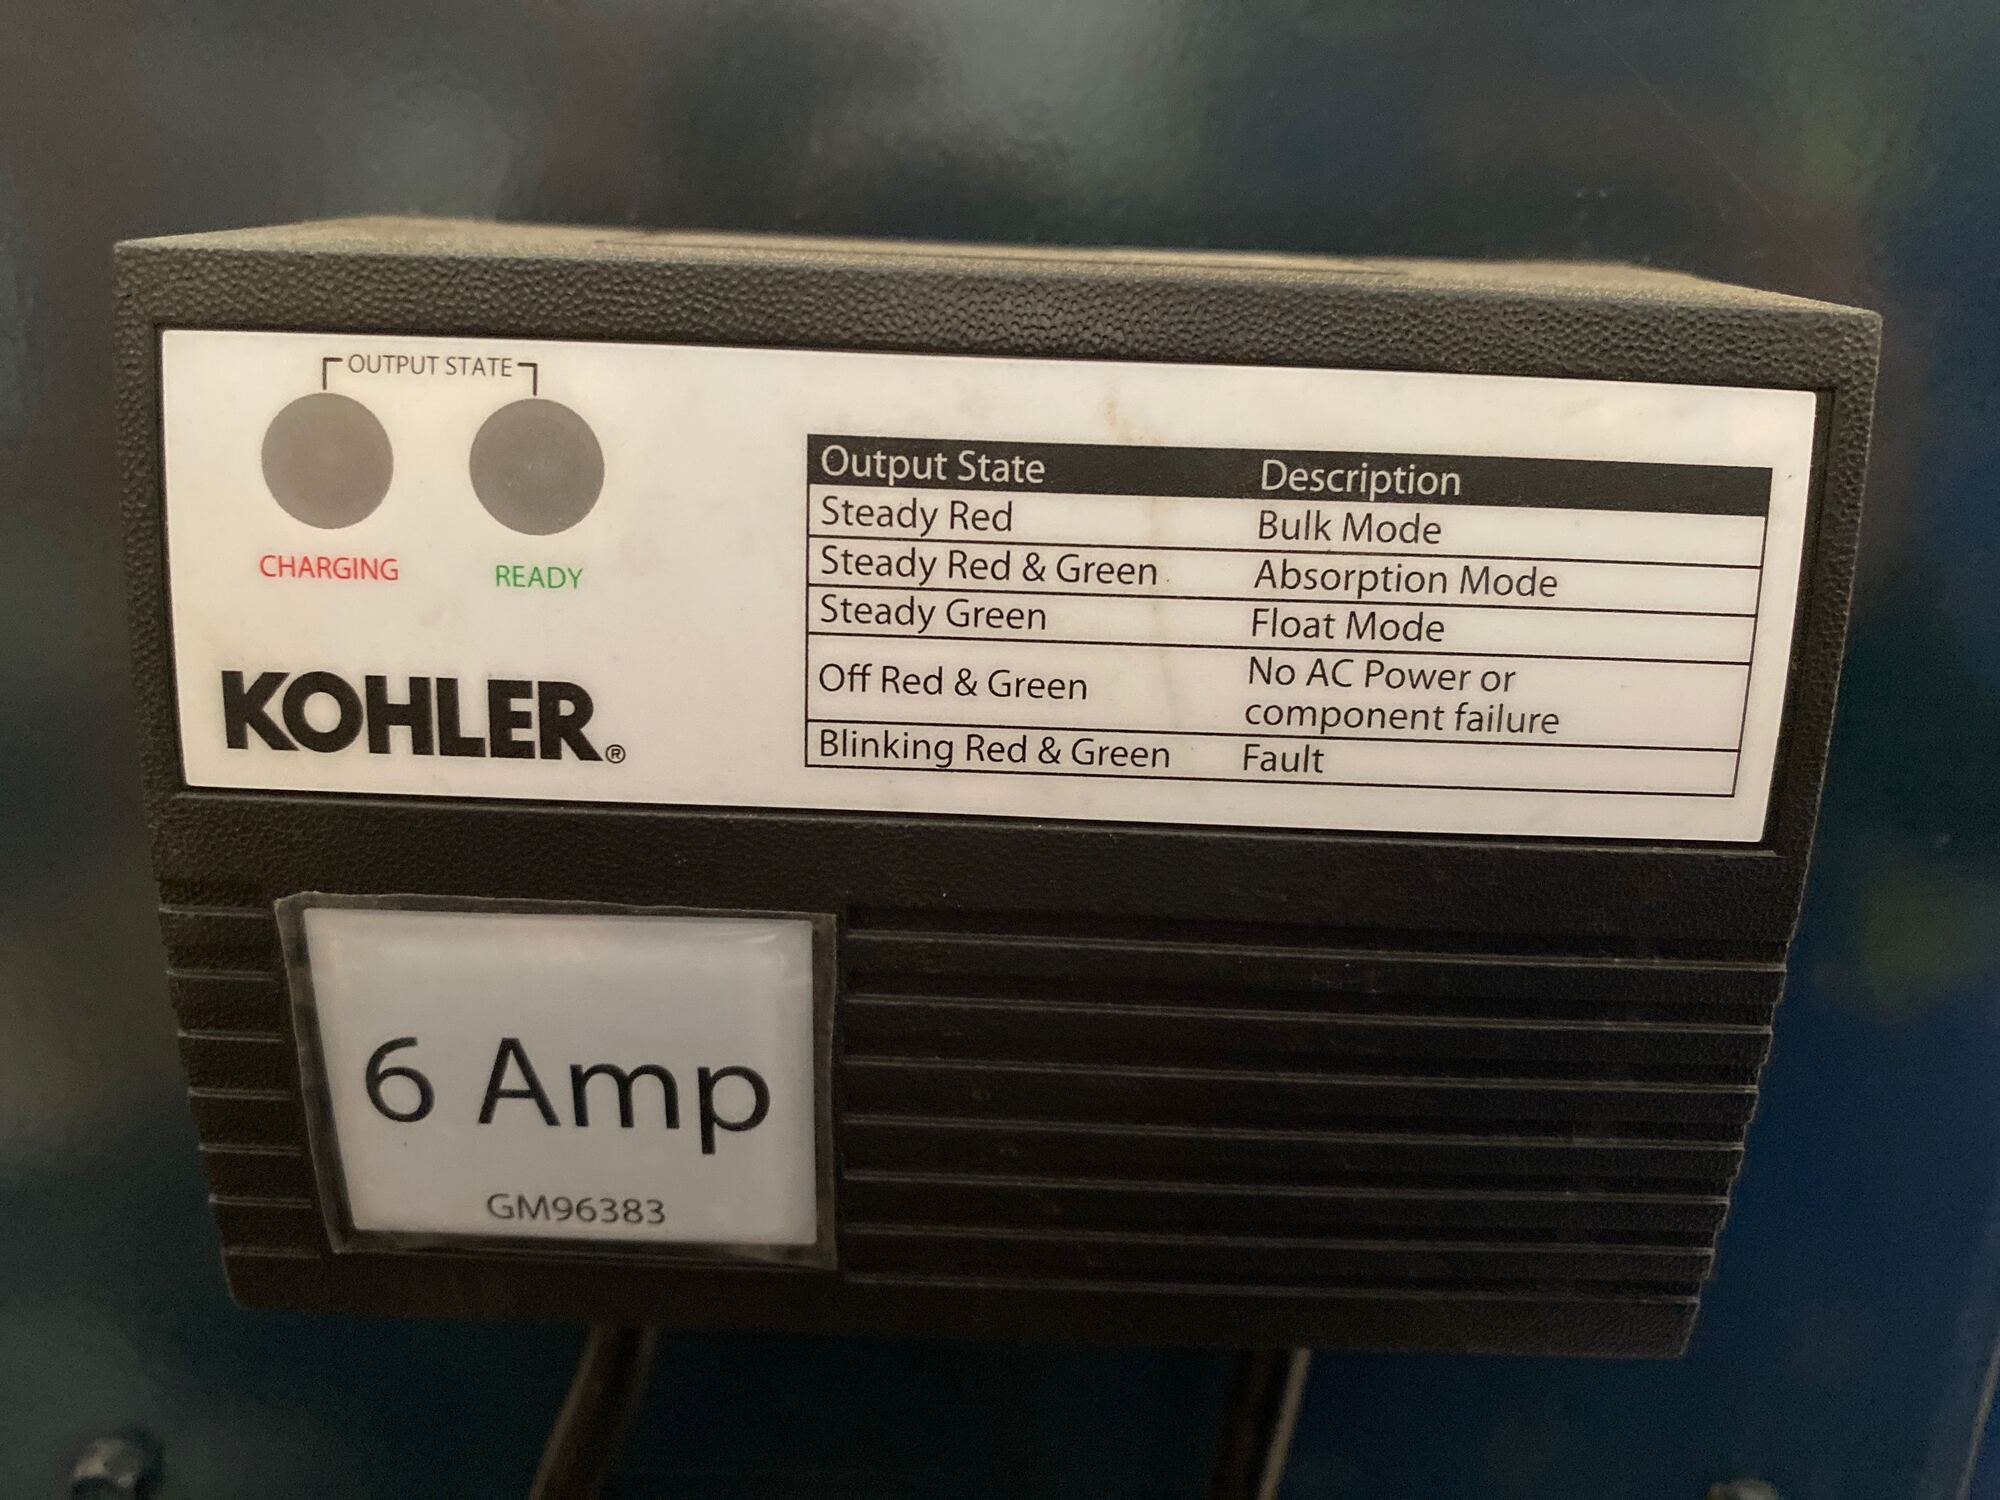 OUTPUT STATE
CHARGING READY
KOHLER®
Output State Description
Steady Red Bulk Mode
Steady Red & Green Absorption Mode
Steady Green Float Mode
Off Red & Green No AC Power or
component failure
Blinking Red & Green Fault
6 Amp
GM96383